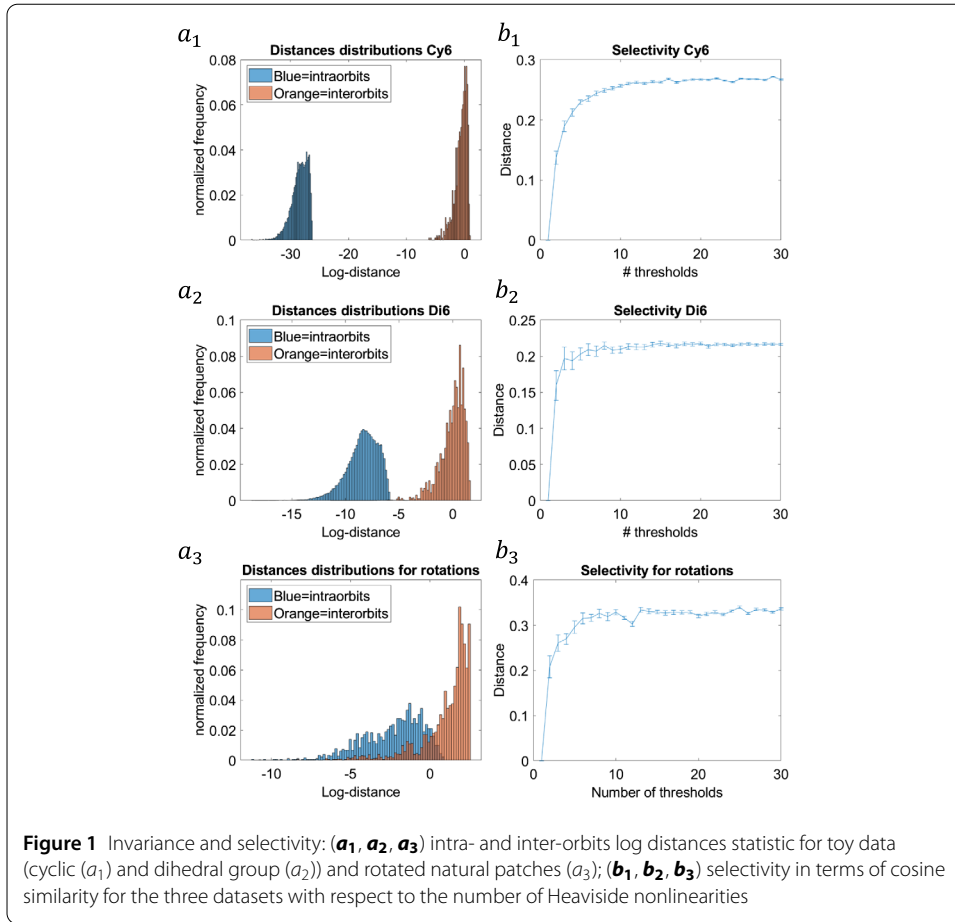 a₁
Distances distributions Cy6
Blue=intraorbits
Orange=interorbits
normalized frequency
0.08
0.06
0.04
0.02
0
-30 -20 -10 0
Log-distance
b₁
Selectivity Cy6
Distance
0.3
0.2
0.1
0
0 10 20 30
# thresholds
a₂
Distances distributions Di6
Blue=intraorbits
Orange=interorbits
normalized frequency
0.1
0.08
0.06
0.04
0.02
0
-15 -10 -5 0
Log-distance
b₂
Selectivity Di6
Distance
0.25
0.2
0.15
0.1
0.05
0
0 10 20 30
# thresholds
a₃
Distances distributions for rotations
Blue=intraorbits
Orange=interorbits
normalized frequency
0.1
0.08
0.06
0.04
0.02
0
-10 -5 0
Log-distance
b₃
Selectivity for rotations
Distance
0.4
0.3
0.2
0.1
0
0 10 20 30
Number of thresholds
Figure 1 Invariance and selectivity: (a₁, a₂, a₃) intra- and inter-orbits log distances statistic for toy data
(cyclic (a₁) and dihedral group (a₂)) and rotated natural patches (a₃); (b₁, b₂, b₃) selectivity in terms of cosine
similarity for the three datasets with respect to the number of Heaviside nonlinearities